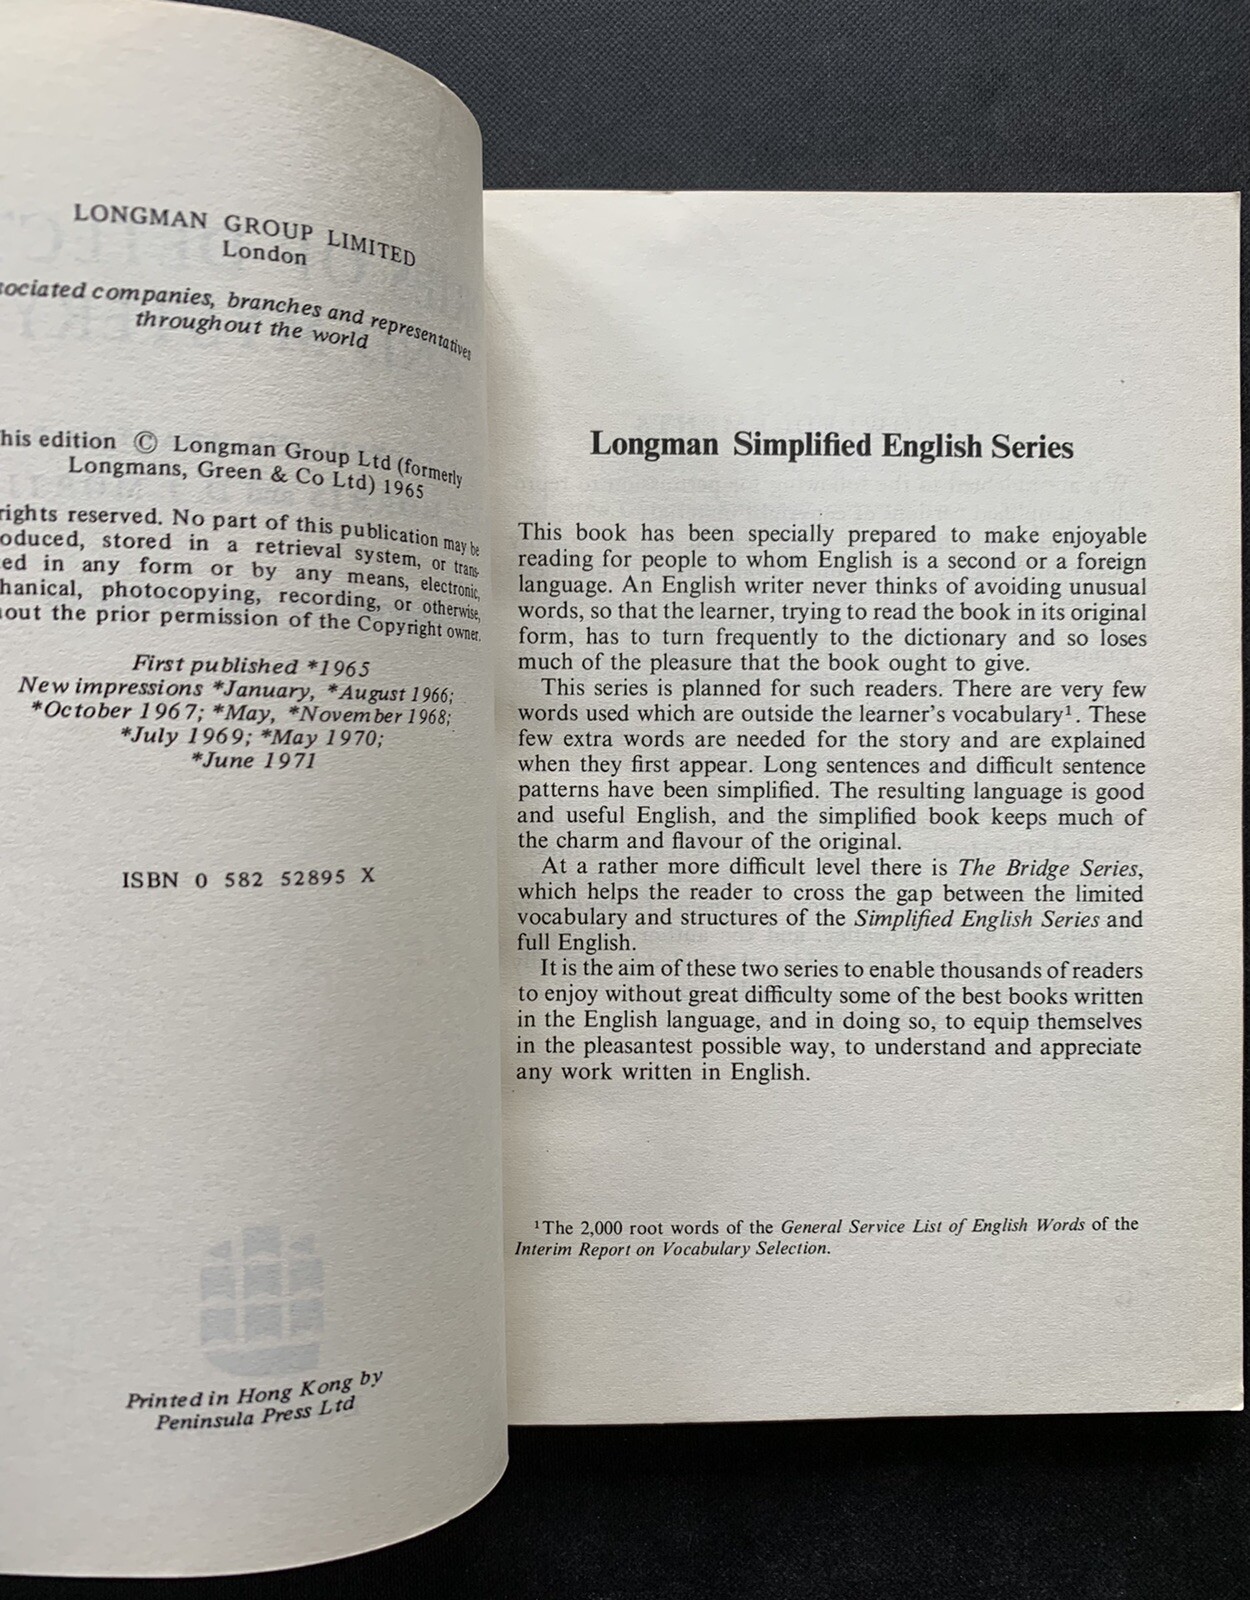 LONGMAN GROUP LIMITED
London
sociated companies, branches and representatives
throughout the world
his edition © Longman Group Ltd (formerly
Longmans, Green & Co Ltd) 1965
rights reserved. No part of this publication may be
oduced, stored in a retrieval system, or trans-
ed in any form or by any means, electronic,
hanical, photocopying, recording, or otherwise,
out the prior permission of the Copyright owner.
First published *1965
New impressions *January, *August 1966;
*October 1967; *May, *November 1968;
*July 1969; *May 1970;
*June 1971
ISBN 0 582 52895 X
Printed in Hong Kong by
Peninsula Press Ltd
Longman Simplified English Series
This book has been specially prepared to make enjoyable
reading for people to whom English is a second or a foreign
language. An English writer never thinks of avoiding unusual
words, so that the learner, trying to read the book in its original
form, has to turn frequently to the dictionary and so loses
much of the pleasure that the book ought to give.
This series is planned for such readers. There are very few
words used which are outside the learner's vocabulary¹. These
few extra words are needed for the story and are explained
when they first appear. Long sentences and difficult sentence
patterns have been simplified. The resulting language is good
and useful English, and the simplified book keeps much of
the charm and flavour of the original.
At a rather more difficult level there is The Bridge Series,
which helps the reader to cross the gap between the limited
vocabulary and structures of the Simplified English Series and
full English.
It is the aim of these two series to enable thousands of readers
to enjoy without great difficulty some of the best books written
in the English language, and in doing so, to equip themselves
in the pleasantest possible way, to understand and appreciate
any work written in English.
¹The 2,000 root words of the General Service List of English Words of the
Interim Report on Vocabulary Selection.